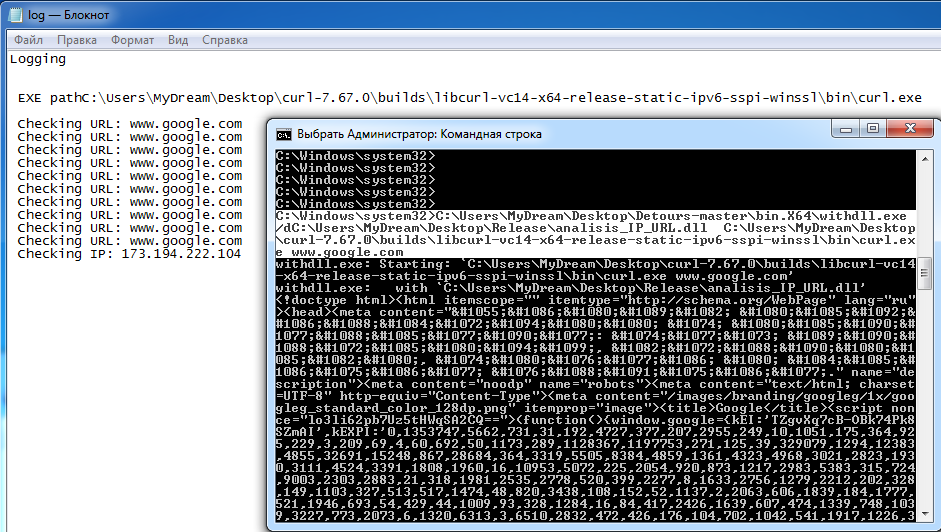 log — Блокнот
Файл Правка Формат Вид Справка
Logging
EXE pathC:\Users\MyDream\Desktop\curl-7.67.0\builds\libcurl-vc14-x64-release-static-ipv6-sspi-winssl\bin\curl.exe
Checking URL: www.google.com
Checking URL: www.google.com
Checking URL: www.google.com
Checking URL: www.google.com
Checking URL: www.google.com
Checking URL: www.google.com
Checking URL: www.google.com
Checking URL: www.google.com
Checking URL: www.google.com
Checking URL: www.google.com
Checking IP: 173.194.222.104
Выбрать Администратор: Командная строка
C:\Windows\system32>
C:\Windows\system32>
C:\Windows\system32>
C:\Windows\system32>
C:\Windows\system32>C:\Users\MyDream\Desktop\Detours-master\bin.X64\withdll.exe
/dC:\Users\MyDream\Desktop\Release\analisis_IP_URL.dll C:\Users\MyDream\Desktop
\curl-7.67.0\builds\libcurl-vc14-x64-release-static-ipv6-sspi-winssl\bin\curl.ex
e www.google.com
withdll.exe: Starting: `C:\Users\MyDream\Desktop\curl-7.67.0\builds\libcurl-vc14
-x64-release-static-ipv6-sspi-winssl\bin\curl.exe www.google.com'
withdll.exe: with `C:\Users\MyDream\Desktop\Release\analisis_IP_URL.dll'
<!doctype html><html itemscope="" itemtype="http://schema.org/WebPage" lang="ru"
><head><meta content="&#1055;&#1086;&#1080;&#1089;&#1082; &#1080;&#1085;&#1092;&
#1086;&#1088;&#1084;&#1072;&#1094;&#1080;&#1080; &#1074; &#1080;&#1085;&#1090;&#
1077;&#1088;&#1085;&#1077;&#1090;&#1077;: &#1074;&#1077;&#1073; &#1089;&#1090;&#
1088;&#1072;&#1085;&#1080;&#1094;&#1099;, &#1082;&#1072;&#1088;&#1090;&#1080;&#1
085;&#1082;&#1080;, &#1074;&#1080;&#1076;&#1077;&#1086; &#1080; &#1084;&#1085;&#
1086;&#1075;&#1086;&#1077; &#1076;&#1088;&#1091;&#1075;&#1086;&#1077;." name="de
scription"><meta content="noodp" name="robots"><meta content="text/html; charset
=UTF-8" http-equiv="Content-Type"><meta content="/images/branding/googleg/1x/goo
gleg_standard_color_128dp.png" itemprop="image"><title>Google</title><script non
ce="lo3li62pb7Uz5tHWqSA2CQ==">(function(){window.google={kEI:'TZgvXq7cB-OBk74Pk8
SZmAI',kEXPI:'0,1353747,5662,731,31,192,4727,377,207,2955,249,10,1051,175,364,92
5,229,3,209,69,4,60,692,50,1173,289,1128367,1197753,271,125,39,329079,1294,12383
,4855,32691,15248,867,28684,364,3319,5505,8384,4859,1361,4323,4968,3021,2823,193
0,3111,4524,3391,1808,1960,16,10953,5072,225,2054,920,873,1217,2983,5383,315,724
,9003,2303,2883,21,318,1981,2535,2778,520,399,2277,8,1633,2756,1279,2212,202,328
,149,1103,327,513,517,1474,48,820,3438,108,152,52,1137,2,2063,606,1839,184,1777,
521,1946,693,54,429,44,1009,93,328,1284,16,84,417,2426,1639,607,474,1339,748,103
9,3227,773,2073,6,1320,6313,3,6510,2832,472,426,176,104,702,1042,541,1917,1226,3